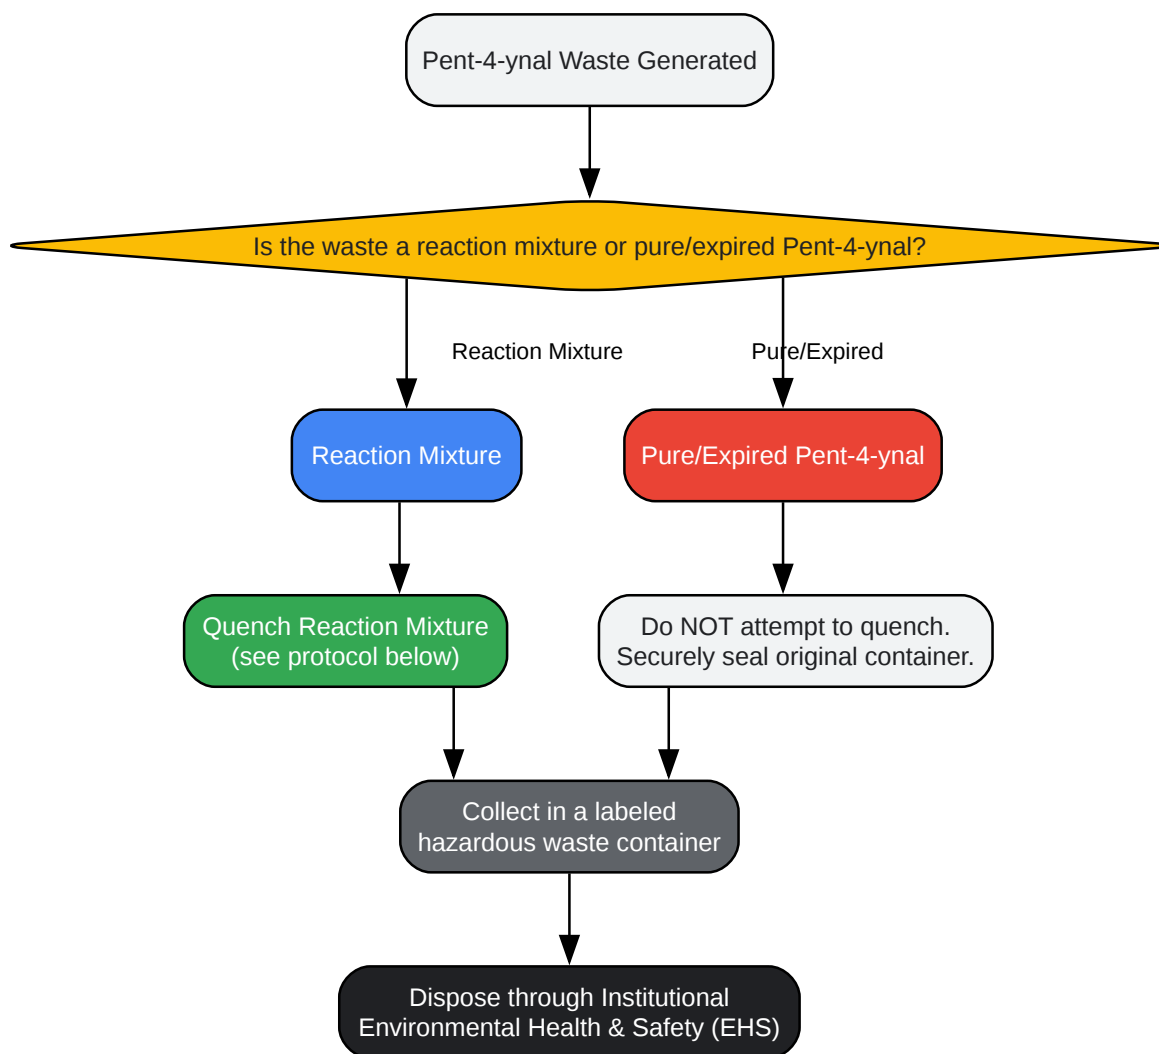 Pent-4-ynal Waste Generated
Is the waste a reaction mixture or pure/expired Pent-4-ynal?
Reaction Mixture
Pure/Expired
Reaction Mixture
Pure/Expired Pent-4-ynal
Quench Reaction Mixture
(see protocol below)
Do NOT attempt to quench.
Securely seal original container.
Collect in a labeled
hazardous waste container
Dispose through Institutional
Environmental Health & Safety (EHS)